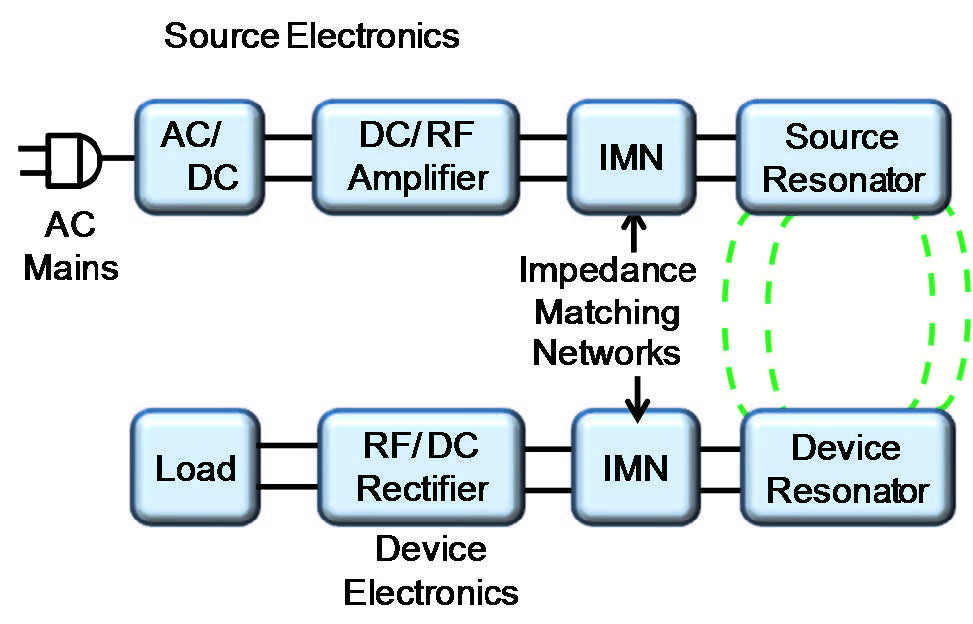 Source Electronics
AC/
DC
DC/RF
Amplifier
IMN
Source
Resonator
AC
Mains
Impedance
Matching
Networks
Load
RF/DC
Rectifier
IMN
Device
Resonator
Device
Electronics